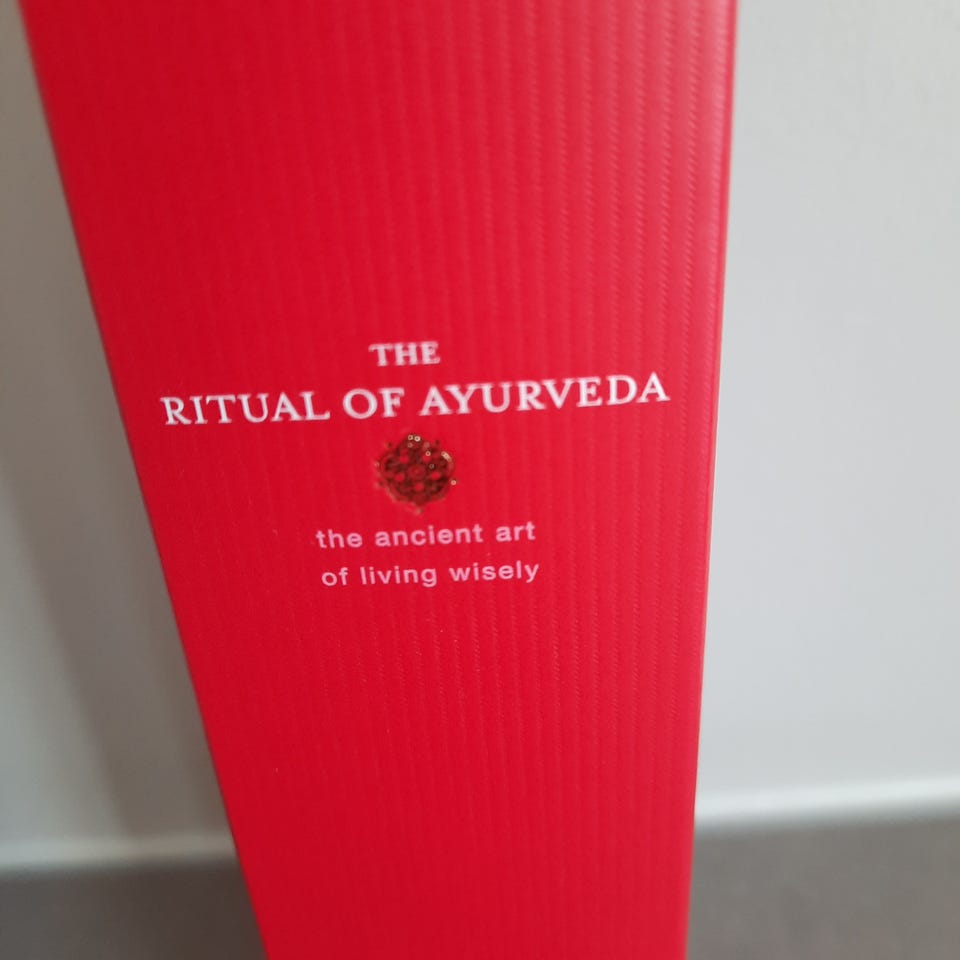 THE
RITUAL OF AYURVEDA
the ancient art
of living wisely